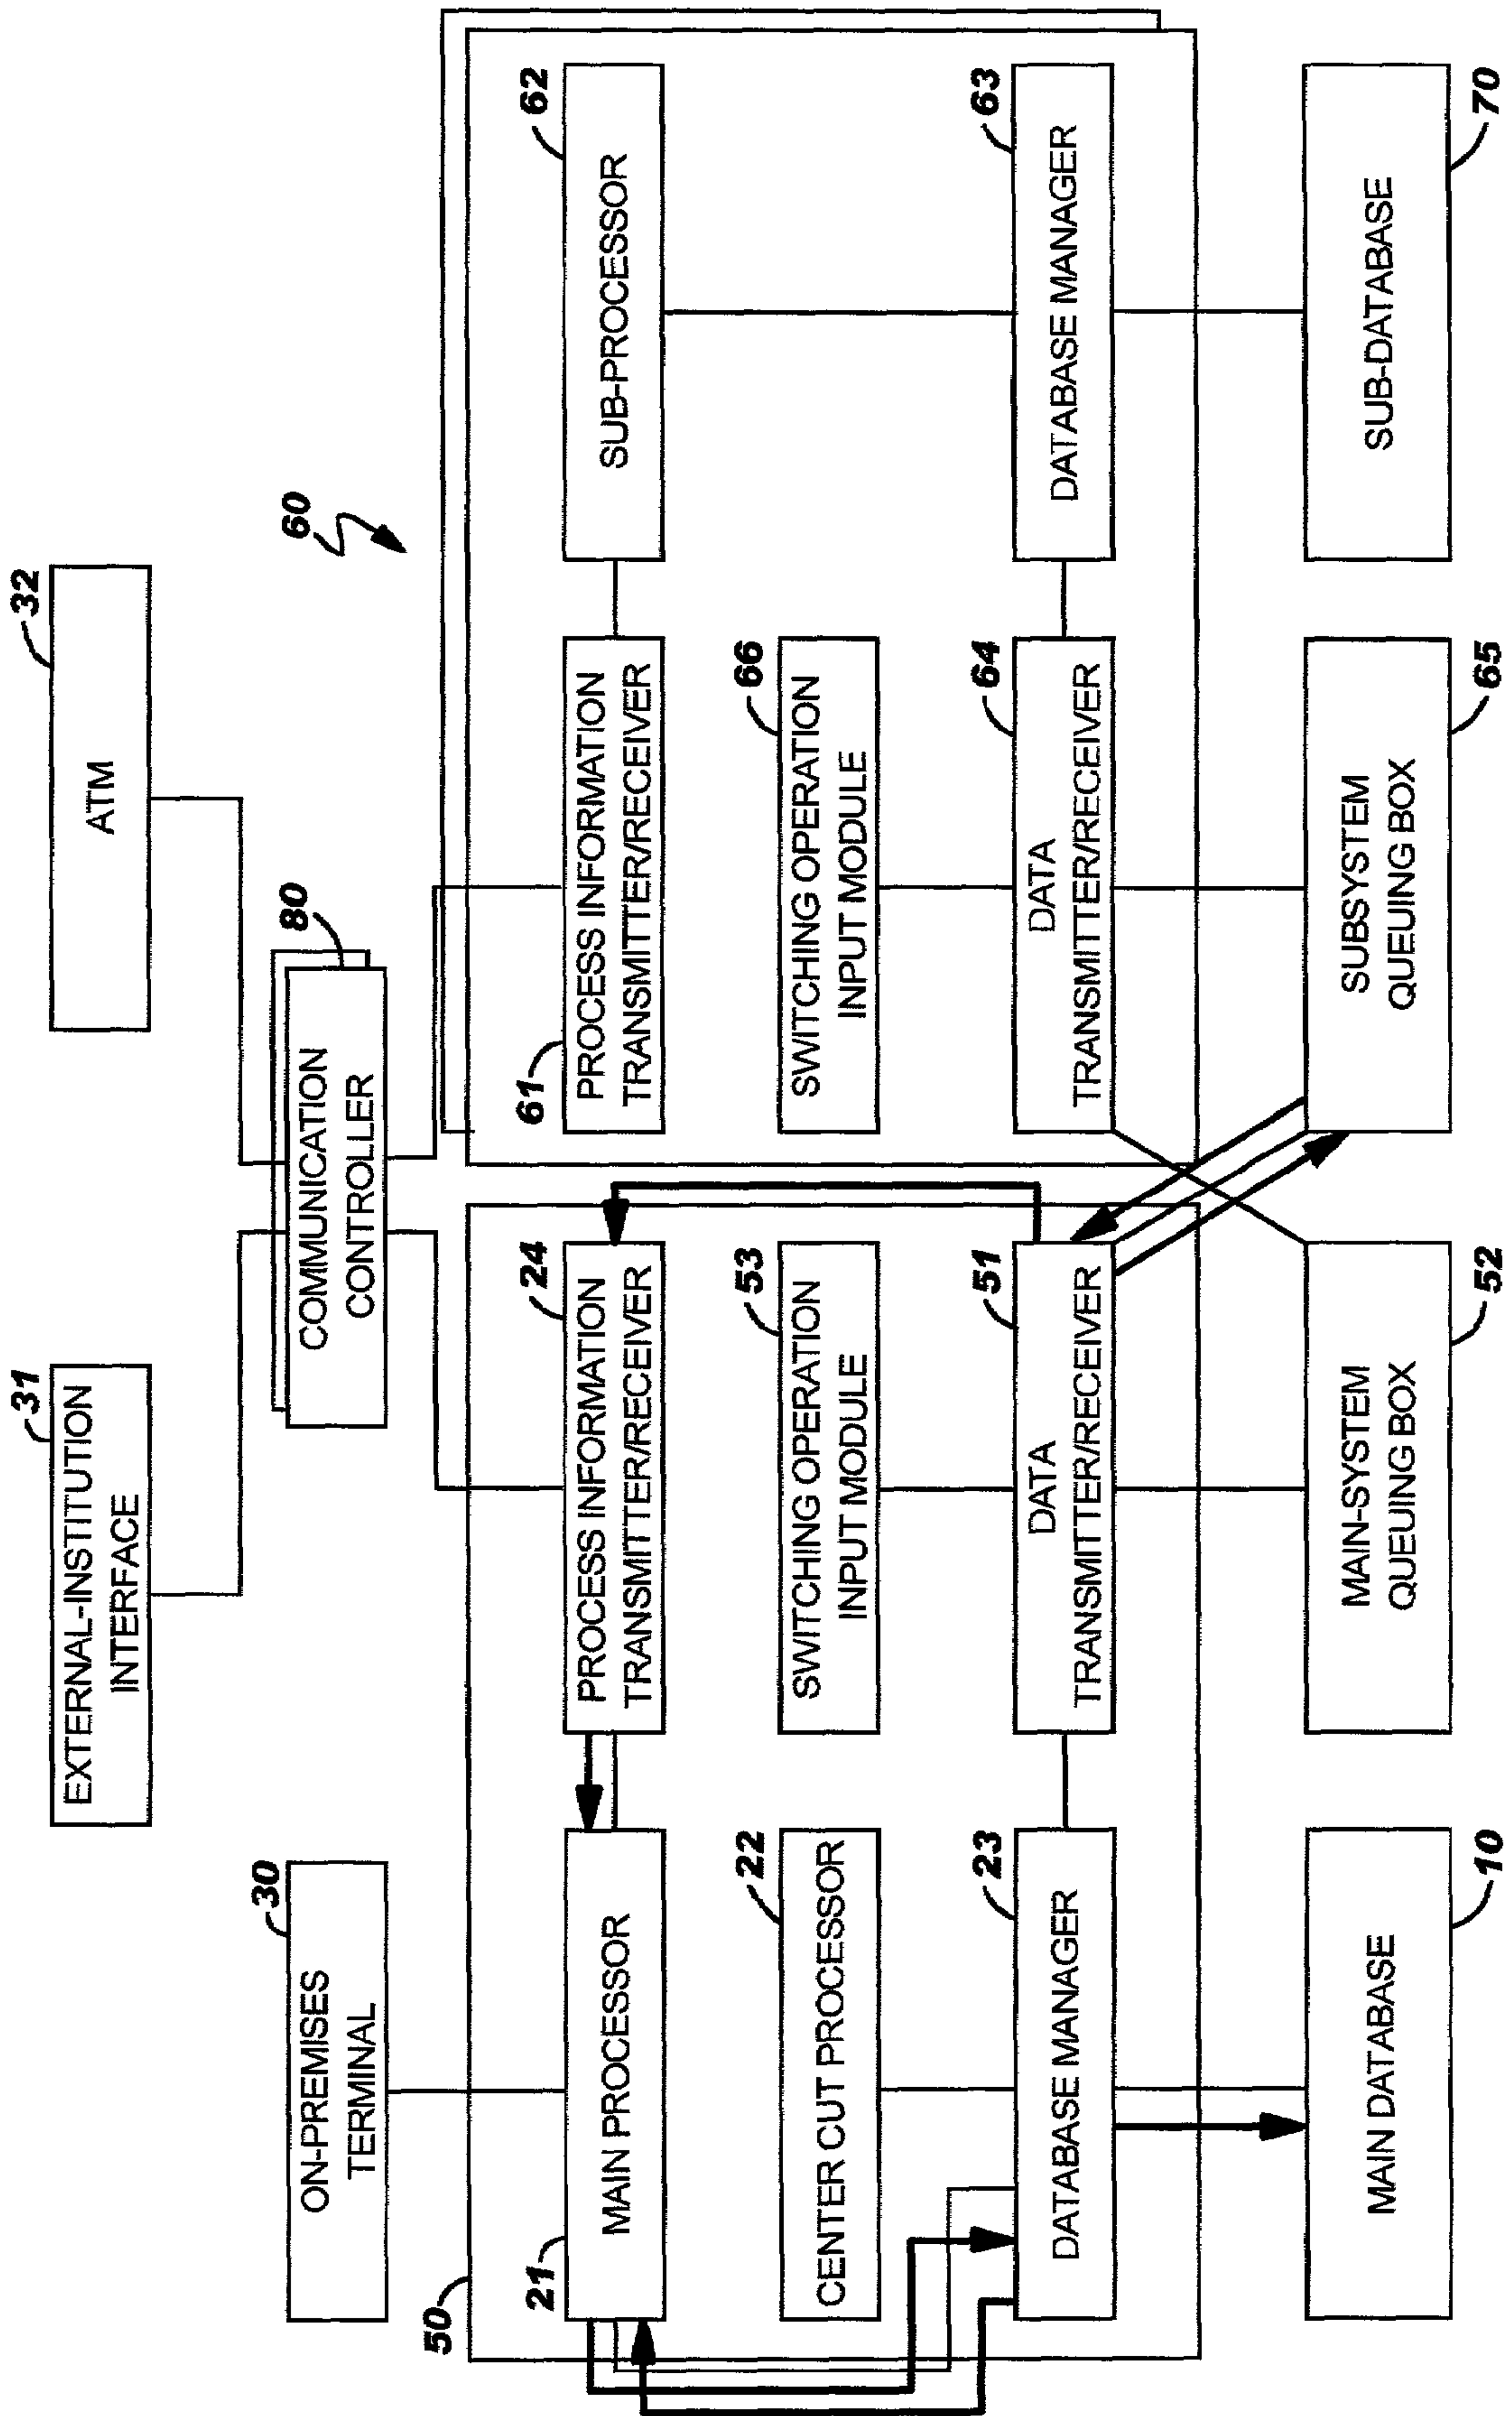 31
EXTERNAL-INSTITUTION
INTERFACE
32
ATM
30
ON-PREMISES
TERMINAL
80
COMMUNICATION
CONTROLLER
60
50
21
MAIN PROCESSOR
24
PROCESS INFORMATION
TRANSMITTER/RECEIVER
61
PROCESS INFORMATION
TRANSMITTER/RECEIVER
62
SUB-PROCESSOR
22
CENTER CUT PROCESSOR
53
SWITCHING OPERATION
INPUT MODULE
66
SWITCHING OPERATION
INPUT MODULE
23
DATABASE MANAGER
51
DATA
TRANSMITTER/RECEIVER
64
DATA
TRANSMITTER/RECEIVER
63
DATABASE MANAGER
MAIN DATABASE
10
MAIN-SYSTEM
QUEUING BOX
52
SUBSYSTEM
QUEUING BOX
65
SUB-DATABASE
70